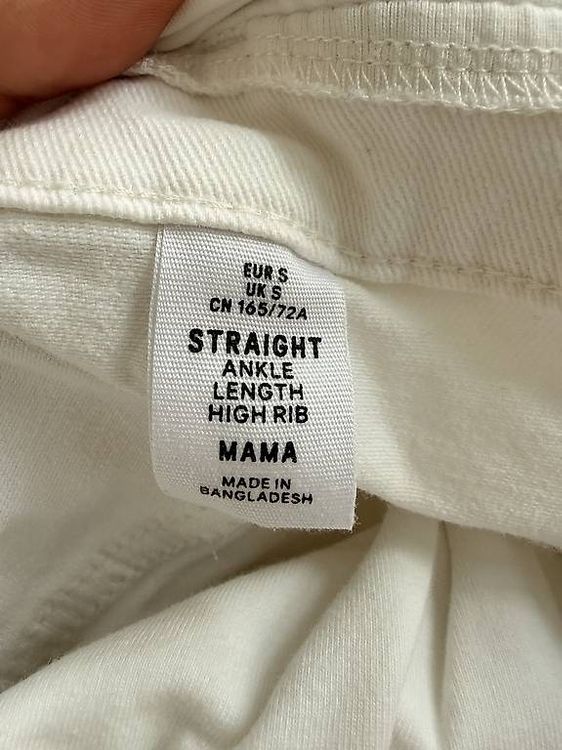 EUR S
UK S
CN 165/72A
STRAIGHT
ANKLE
LENGTH
HIGH RIB
MAMA
MADE IN
BANGLADESH